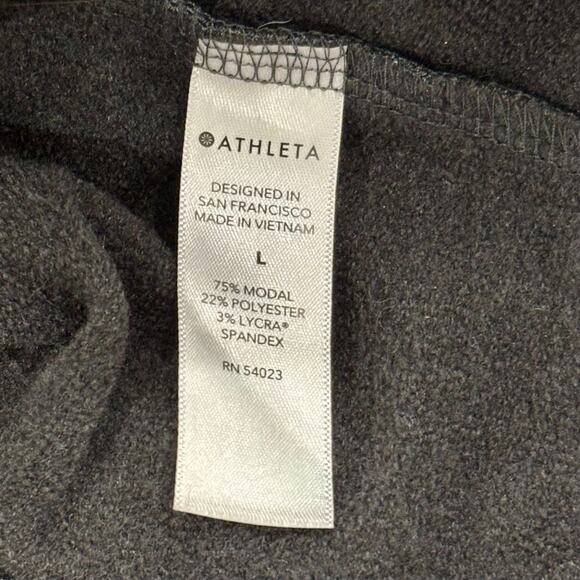 ATHLETA
DESIGNED IN
SAN FRANCISCO
MADE IN VIETNAM
L
75% MODAL
22% POLYESTER
3% LYCRA®
SPANDEX
RN 54023